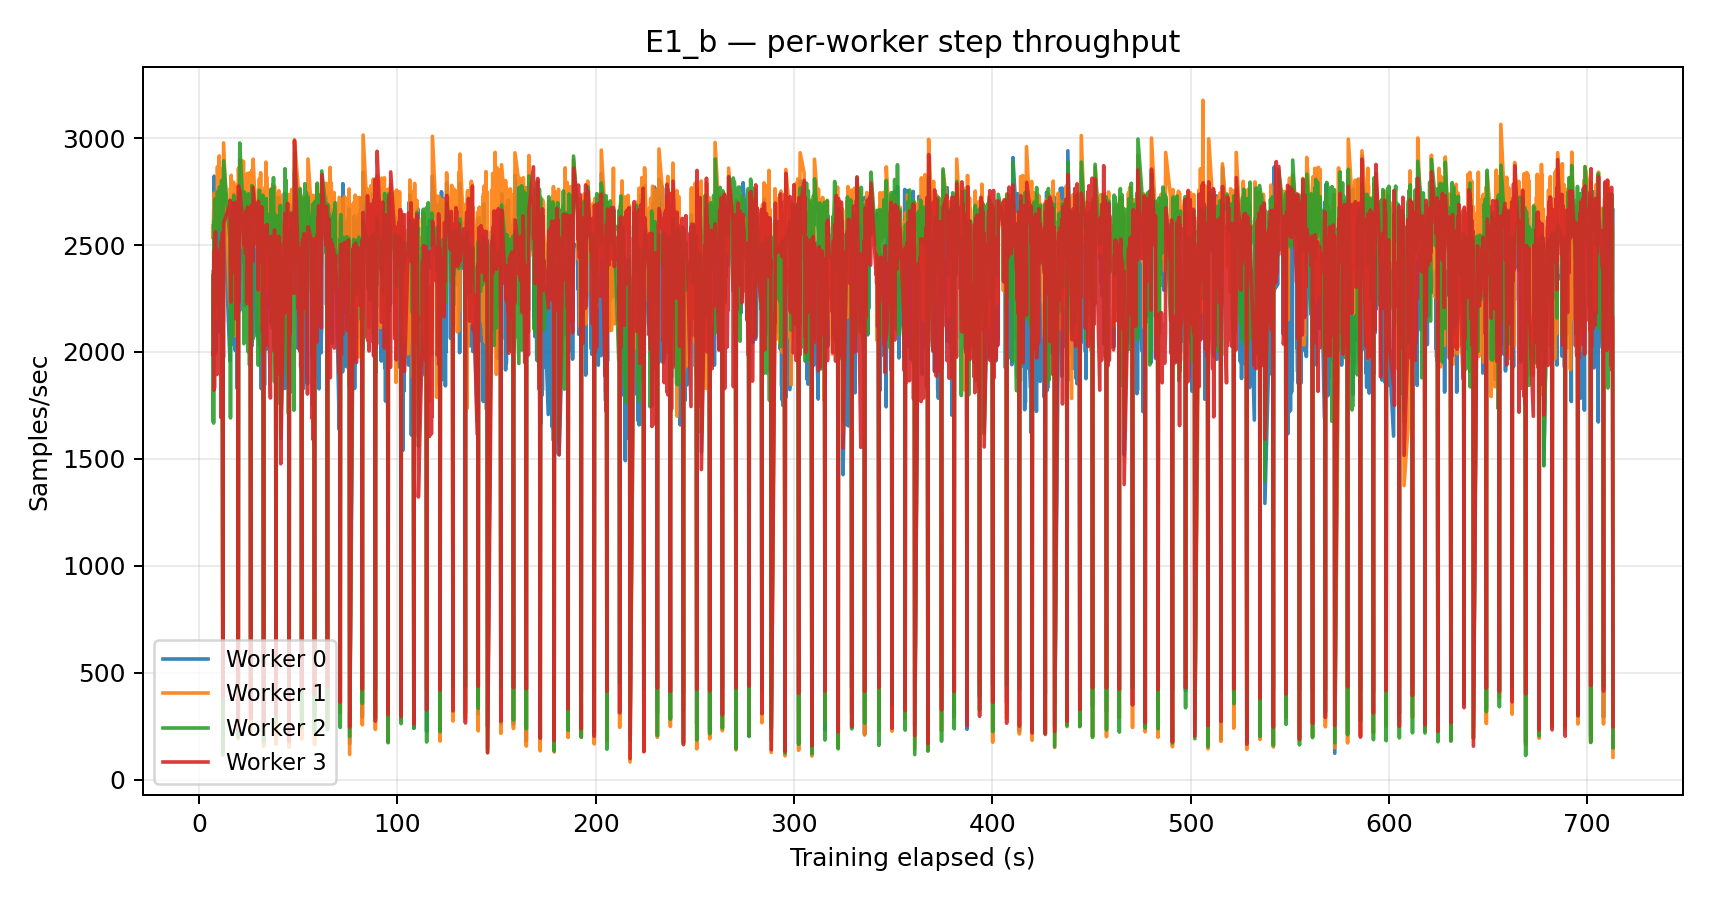 E1_b — per-worker step throughput
Samples/sec
3000
2500
2000
1500
1000
500
0
Worker 0
Worker 1
Worker 2
Worker 3
0 100 200 300 400 500 600 700
Training elapsed (s)